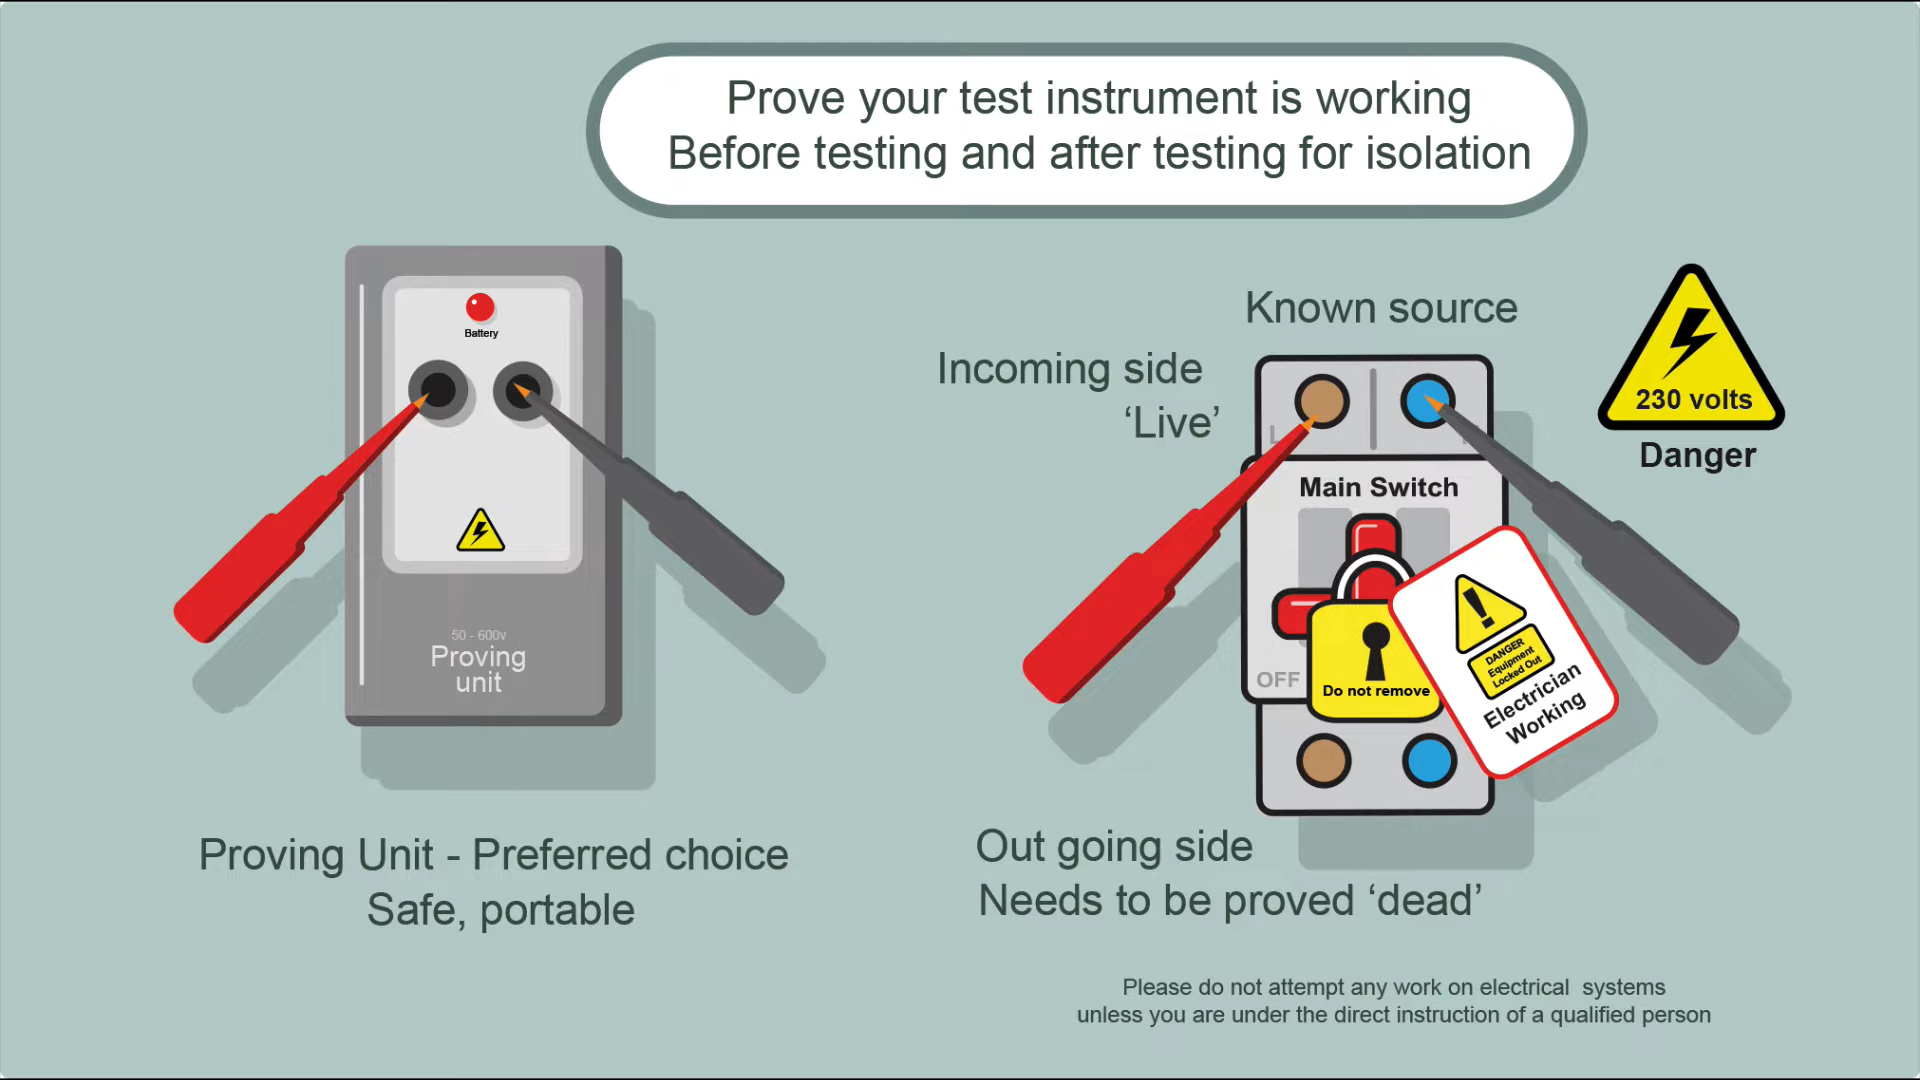 Prove your test instrument is working
Before testing and after testing for isolation
Battery
50 - 600v
Proving
unit
Proving Unit - Preferred choice
Safe, portable
Known source
Incoming side
‘Live’
230 volts
Danger
L
Main Switch
OFF
Do not remove
DANGER
Equipment
Locked Out
Electrician
Working
Out going side
Needs to be proved ‘dead’
Please do not attempt any work on electrical systems
unless you are under the direct instruction of a qualified person